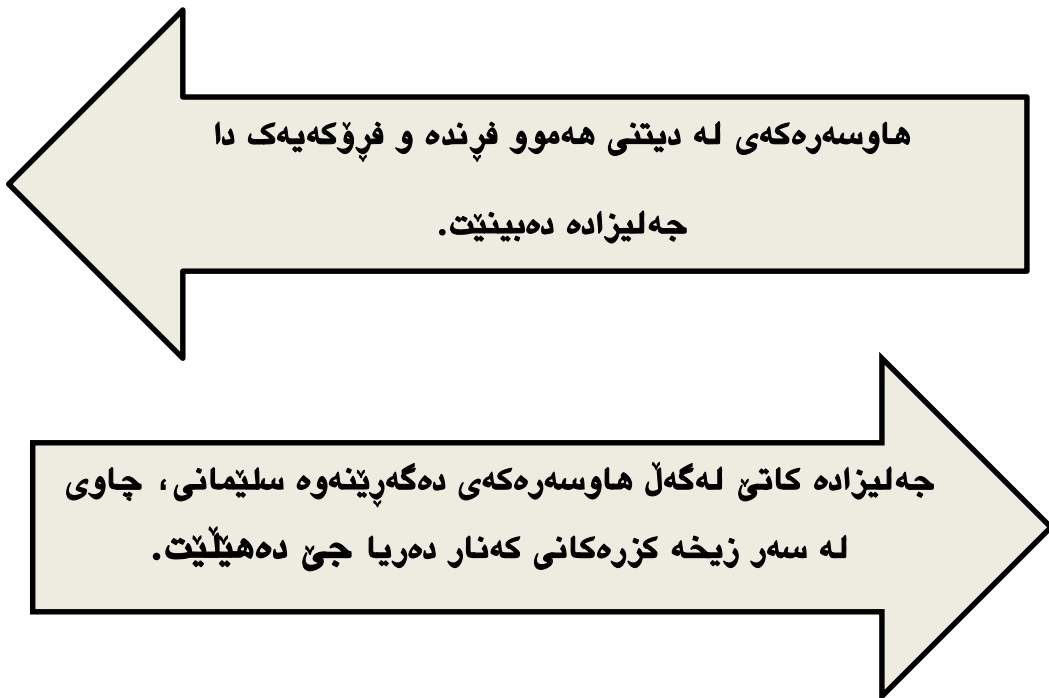 هاوسەرەکەی لە دیتنی هەموو فڕندە و فڕۆکەیەک دا
جەلیزادە دەبینێت.
جەلیزادە کاتێ لەگەڵ هاوسەرەکەی دەگەڕێنەوە سلێمانی، چاوی
لە سەر زیخە کزرەکانی کەنار دەریا جێ دەهێڵێت.